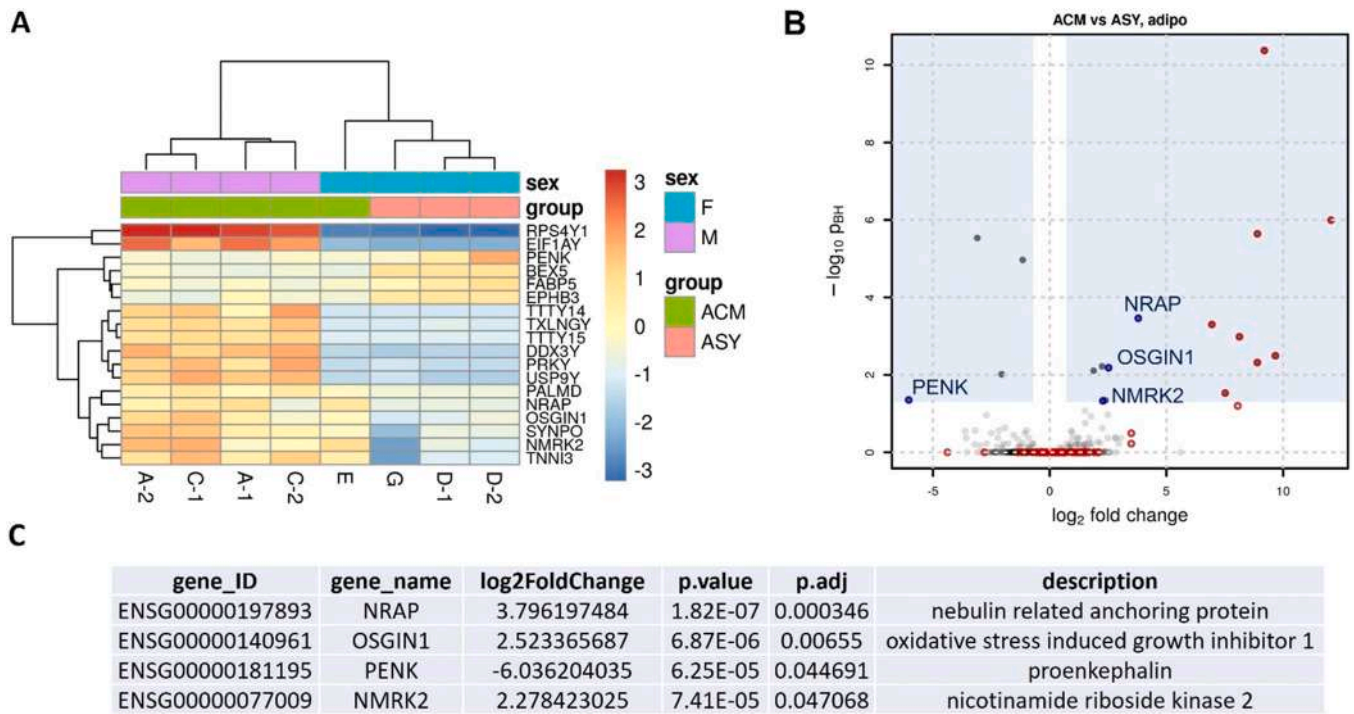 A
sex
group
RPS4Y1
EIF1AY
PENK
BEX5
FABP5
EPHB3
TTTY14
TXLNGY
TTTY15
DDX3Y
PRKY
USP9Y
PALMD
NRAP
OSGIN1
SYNPO
NMRK2
TNNI3
A-2 C-1 A-1 C-2 E G D-1 D-2
3
2
1
0
-1
-2
-3
sex
F
M
group
ACM
ASY
B
ACM vs ASY, adipo
− log10 pBH
10
8
6
4
2
0
NRAP
OSGIN1
PENK
NMRK2
-5 0 5 10
log2 fold change
C
gene_ID gene_name log2FoldChange p.value p.adj description
ENSG00000197893 NRAP 3.796197484 1.82E-07 0.000346 nebulin related anchoring protein
ENSG00000140961 OSGIN1 2.523365687 6.87E-06 0.00655 oxidative stress induced growth inhibitor 1
ENSG00000181195 PENK -6.036204035 6.25E-05 0.044691 proenkephalin
ENSG00000077009 NMRK2 2.278423025 7.41E-05 0.047068 nicotinamide riboside kinase 2